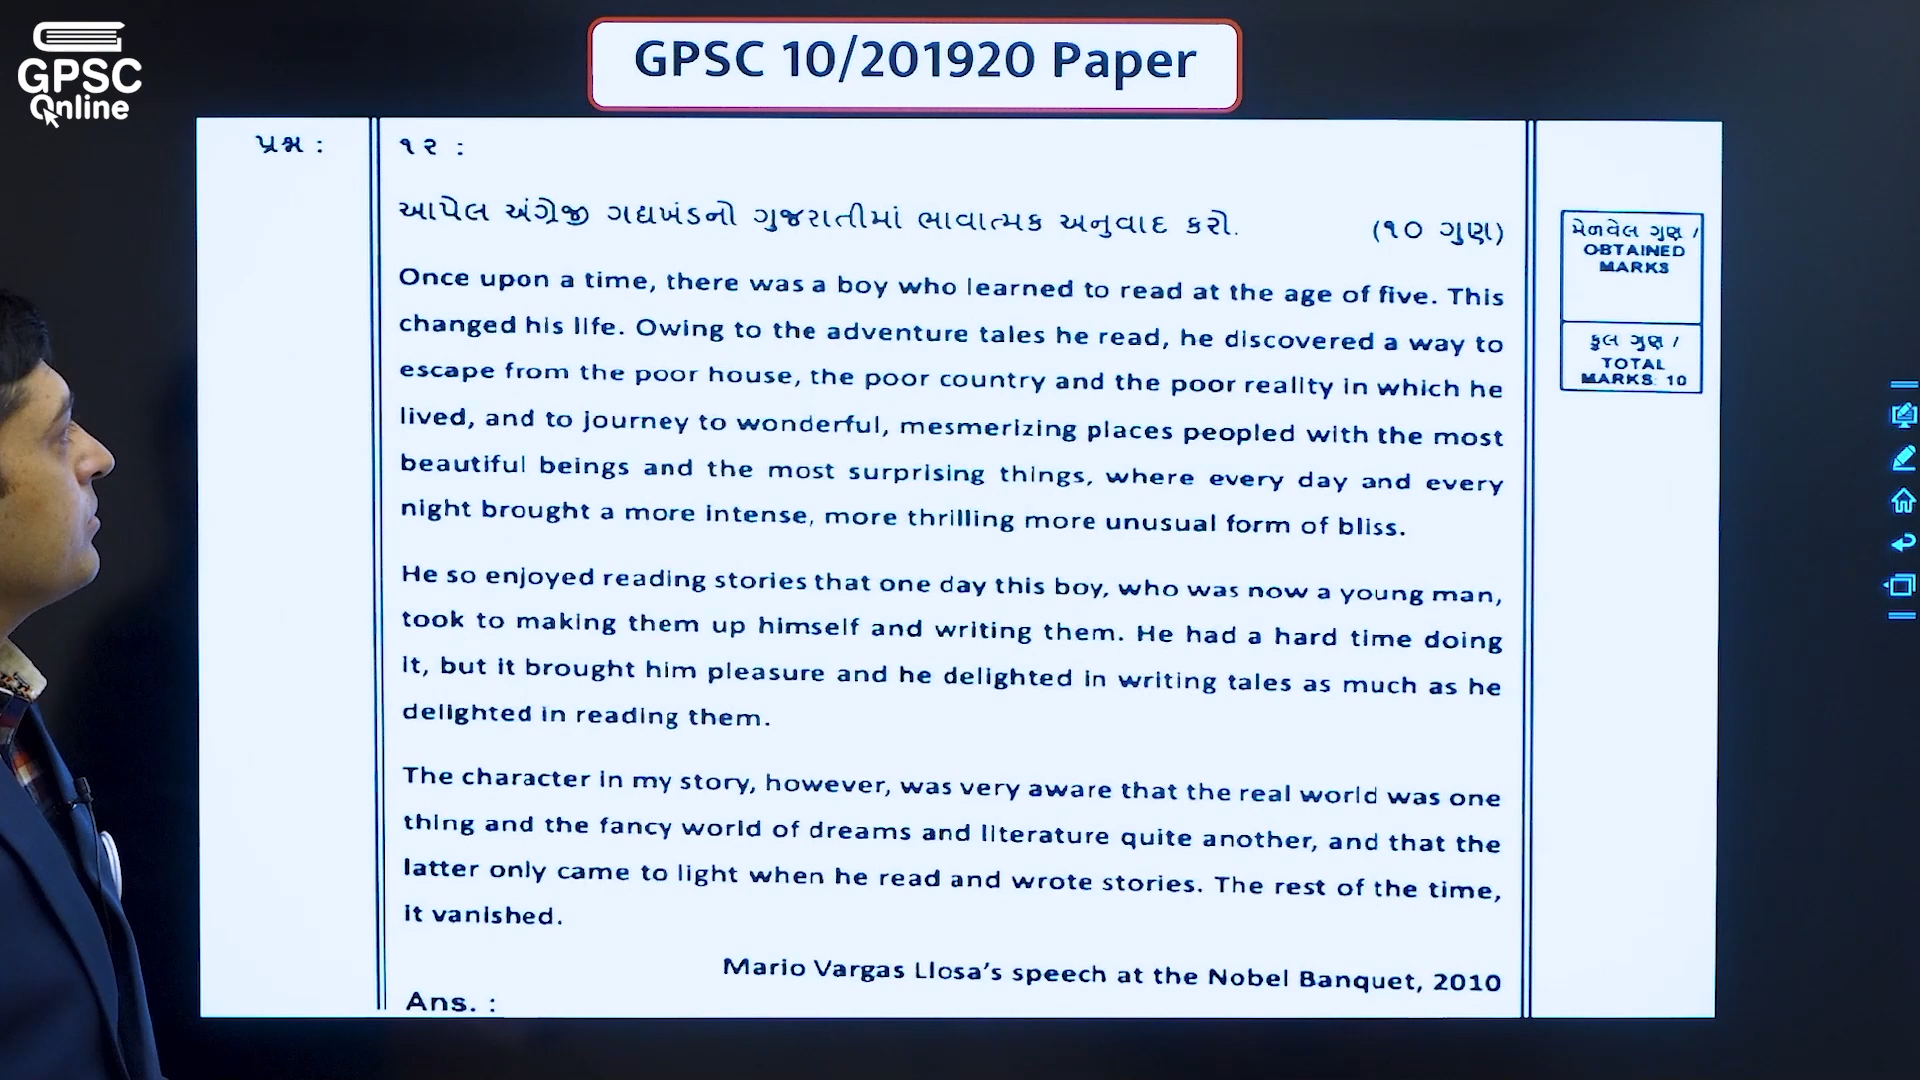 GPSC
Online
GPSC 10/201920 Paper
પ્રશ્ન :
૧૨ :
આપેલ અંગ્રેજી ગદ્યખંડનો ગુજરાતીમાં ભાવાત્મક અનુવાદ કરો. (૧૦ ગુણ)
Once upon a time, there was a boy who learned to read at the age of five. This
changed his life. Owing to the adventure tales he read, he discovered a way to
escape from the poor house, the poor country and the poor reality in which he
lived, and to journey to wonderful, mesmerizing places peopled with the most
beautiful beings and the most surprising things, where every day and every
night brought a more intense, more thrilling more unusual form of bliss.
He so enjoyed reading stories that one day this boy, who was now a young man,
took to making them up himself and writing them. He had a hard time doing
it, but it brought him pleasure and he delighted in writing tales as much as he
delighted in reading them.
The character in my story, however, was very aware that the real world was one
thing and the fancy world of dreams and literature quite another, and that the
latter only came to light when he read and wrote stories. The rest of the time,
it vanished.
Mario Vargas Llosa's speech at the Nobel Banquet, 2010
Ans. :
મેળવેલ ગુણ /
OBTAINED
MARKS
કુલ ગુણ /
TOTAL
MARKS: 10